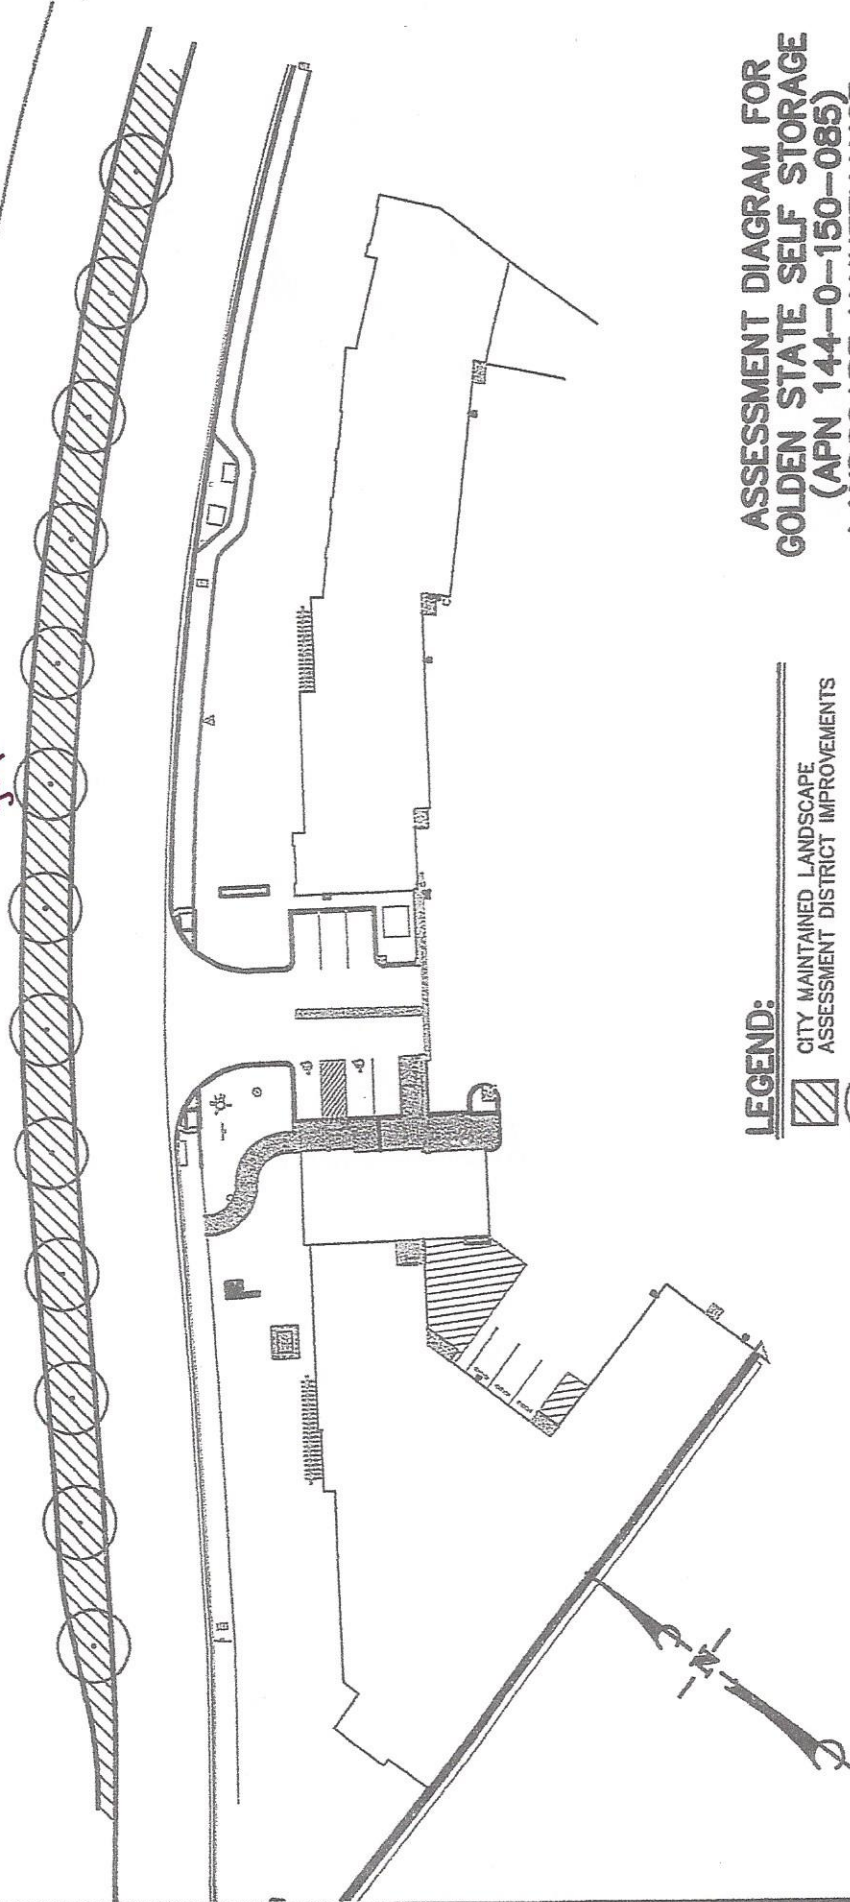 ASSESSMENT DIAGRAM FOR
GOLDEN STATE SELF STORAGE
(APN 144-0-150-085)
LEGEND:
CITY MAINTAINED LANDSCAPE
ASSESSMENT DISTRICT IMPROVEMENTS
N